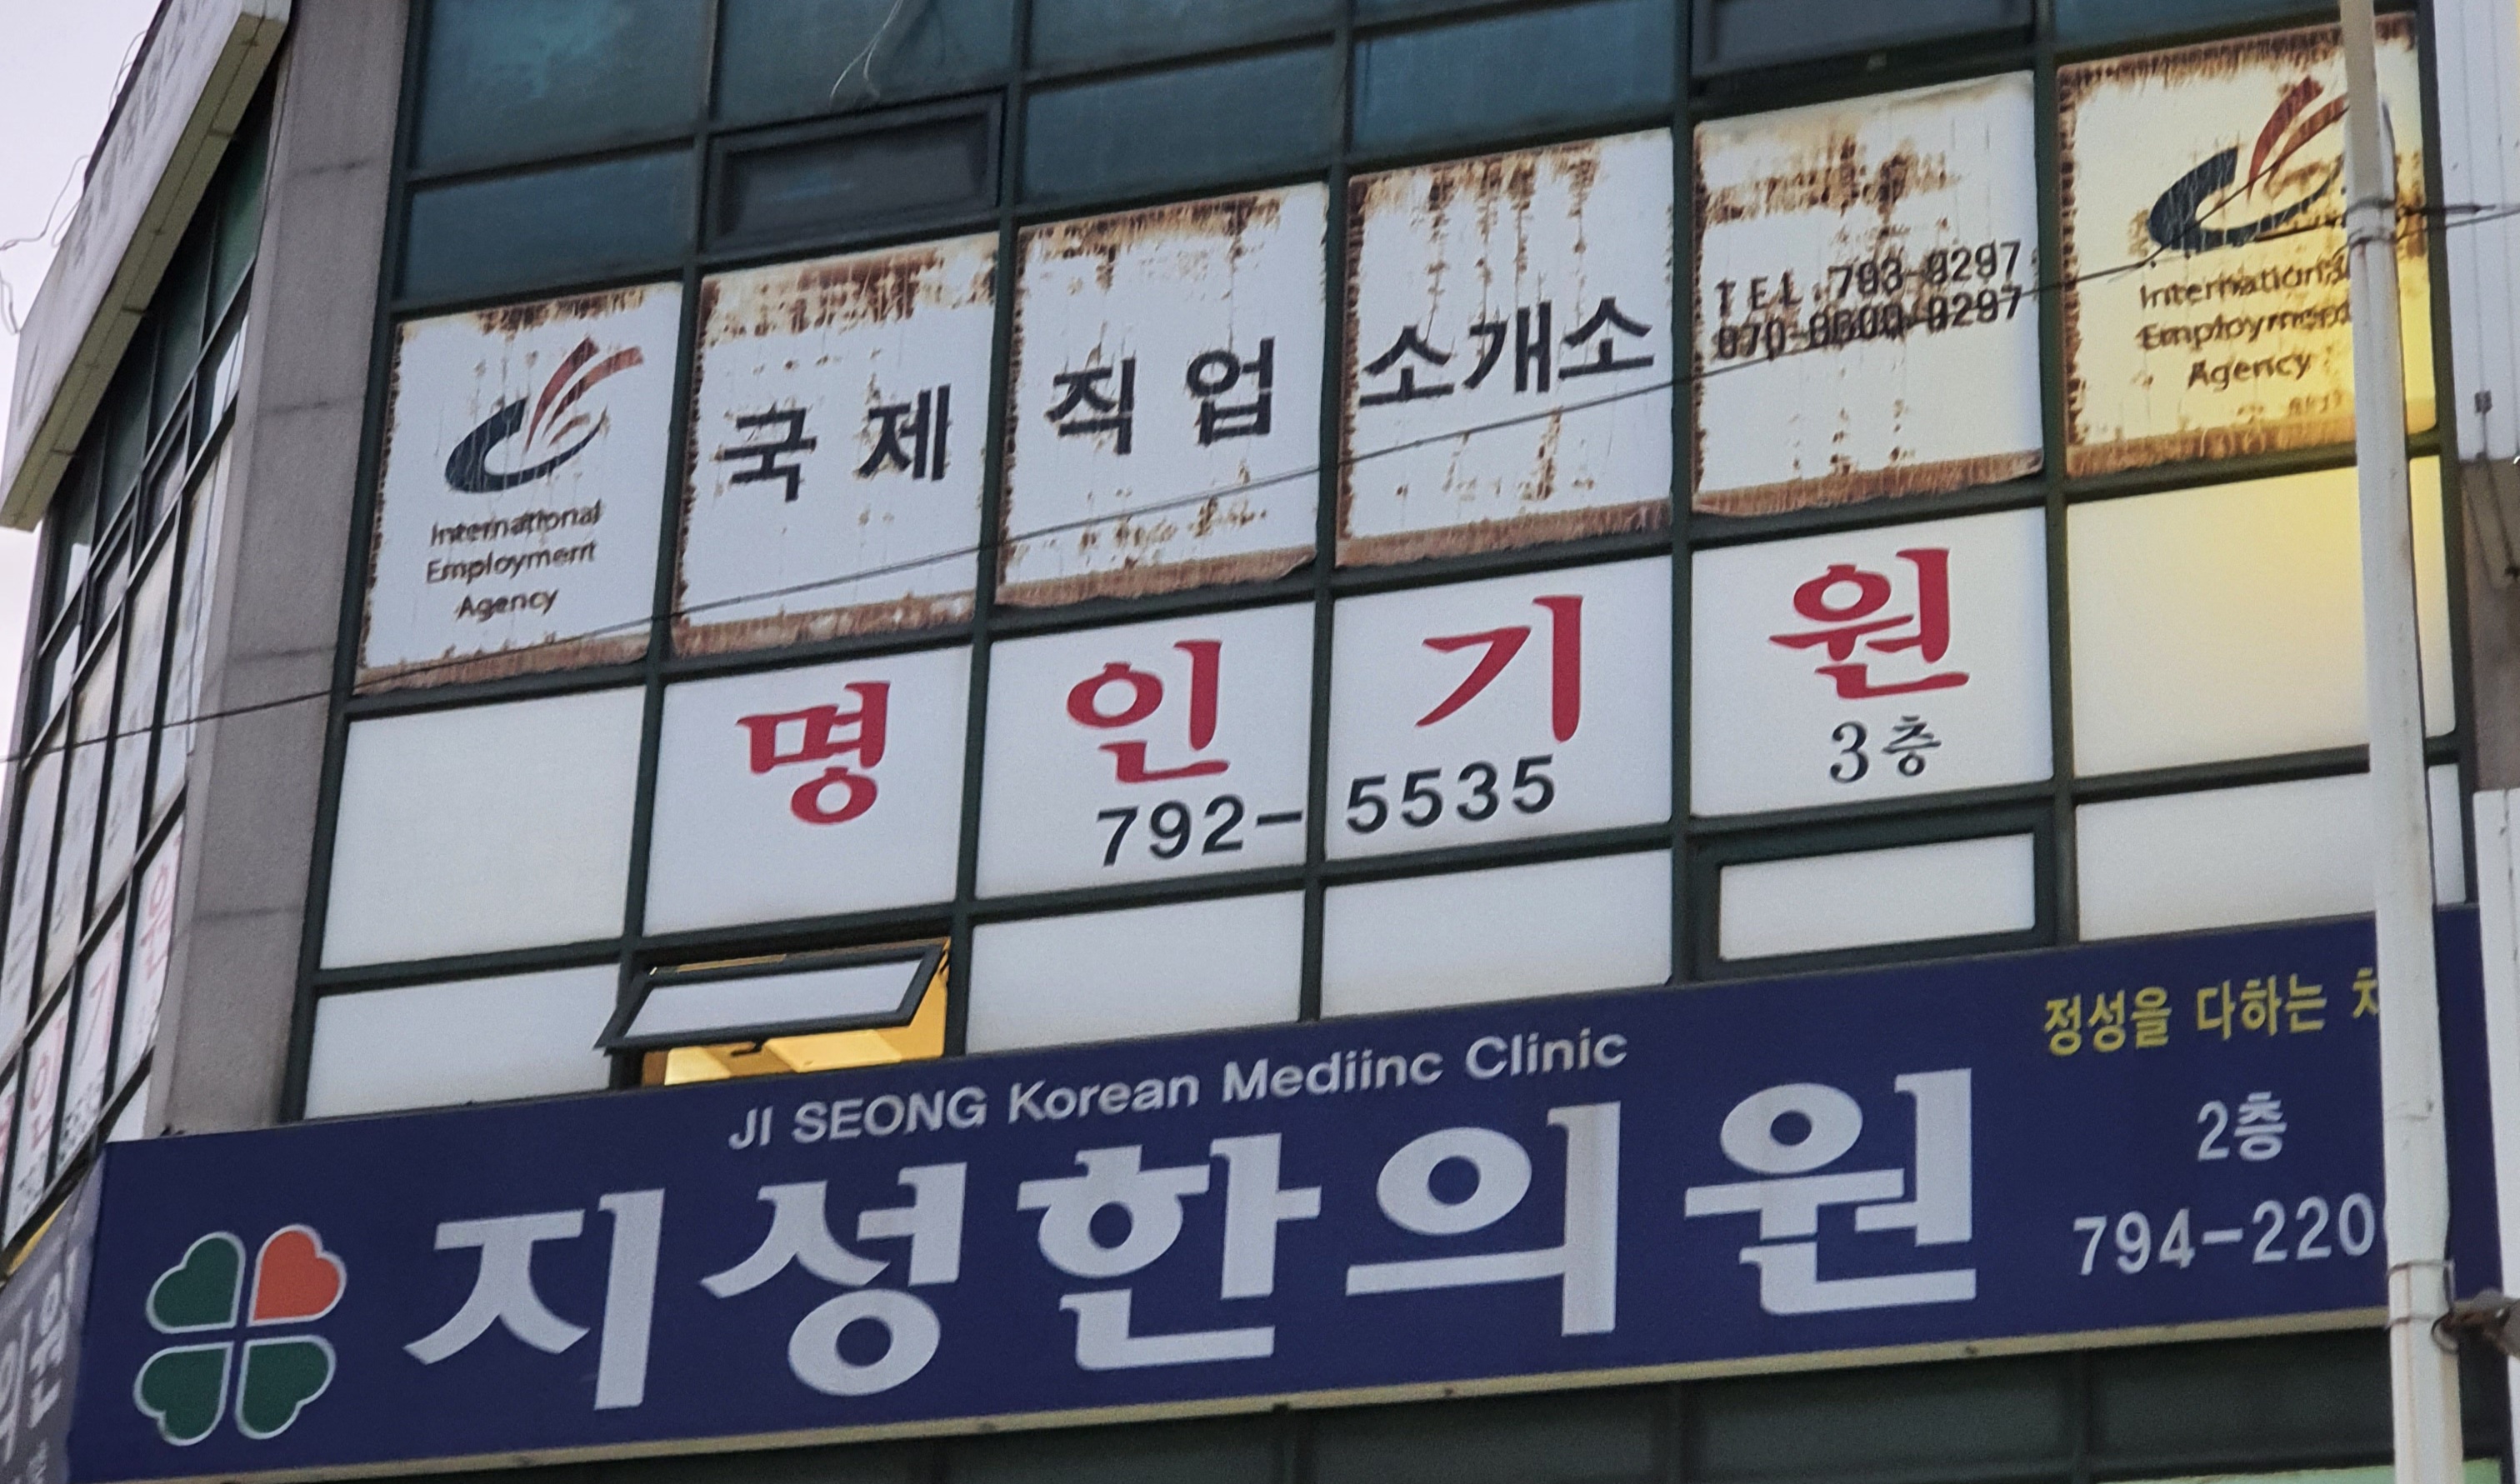 International
Employment
Agency
국제 직업 소개소
TEL. 793-9297
International
Employment
Agency
명인기원
792-5535
3층
JI SEONG Korean Mediinc Clinic
지성한의원
정성을 다하는
2층
794-220